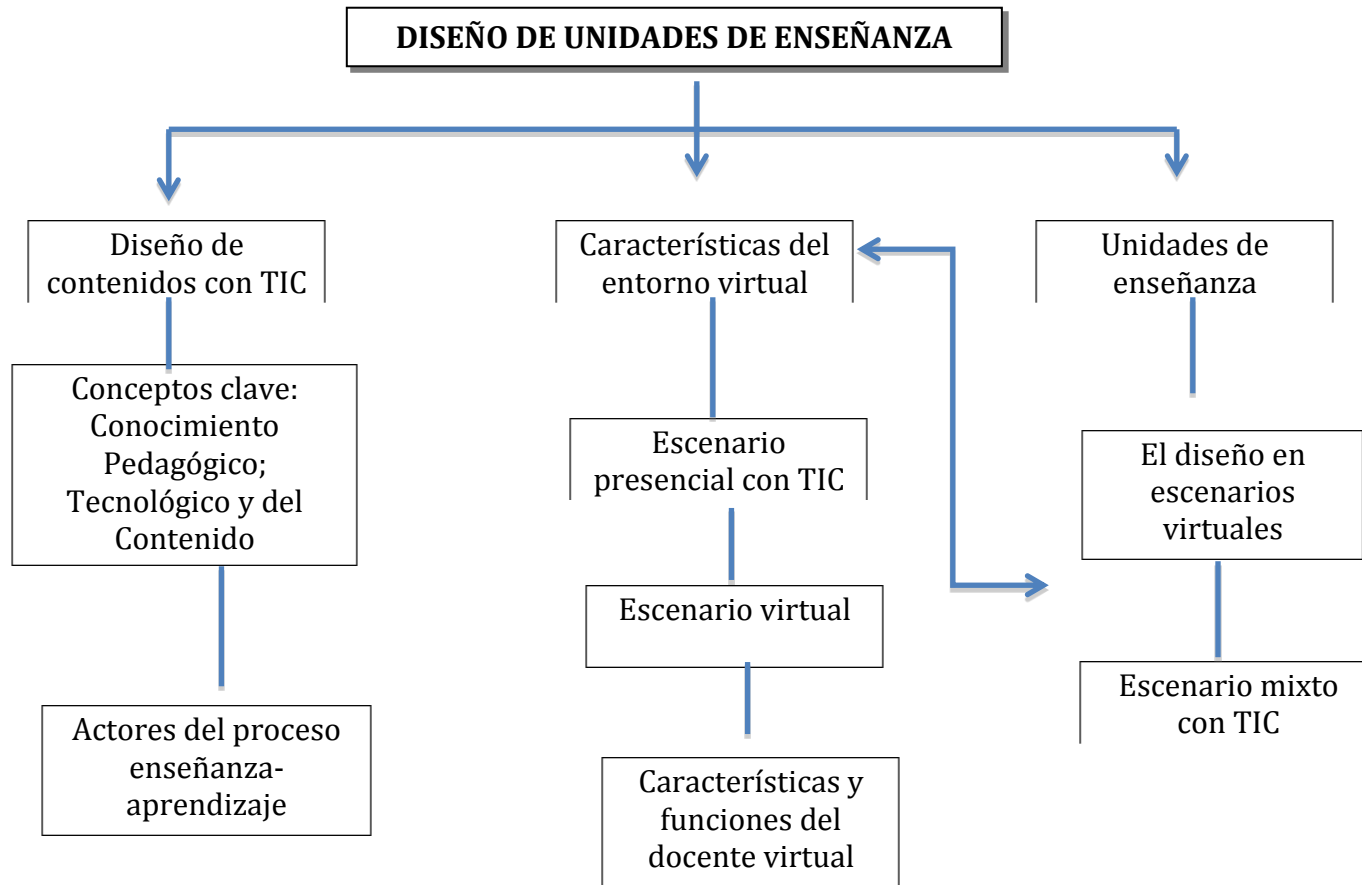 DISEÑO DE UNIDADES DE ENSEÑANZA
Diseño de
contenidos con TIC
Conceptos clave:
Conocimiento
Pedagógico;
Tecnológico y del
Contenido
Actores del proceso
enseñanza-
aprendizaje
Características del
entorno virtual
Escenario
presencial con TIC
Escenario virtual
Características y
funciones del
docente virtual
Unidades de
enseñanza
El diseño en
escenarios
virtuales
Escenario mixto
con TIC